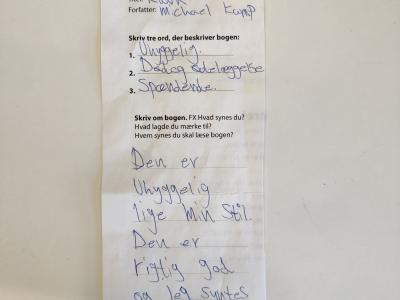 Forfatter: Michael Kamp
Skriv tre ord, der beskriver bogen:
1. Uhyggelig.
2. Død og ødelæggelse
3. Spændende.
Skriv om bogen. FX Hvad synes du?
Hvad lagde du mærke til?
Hvem synes du skal læse bogen?
Den er
Uhyggelig
lige Min Stil.
Den er
rigtig god
og Jeg syntes